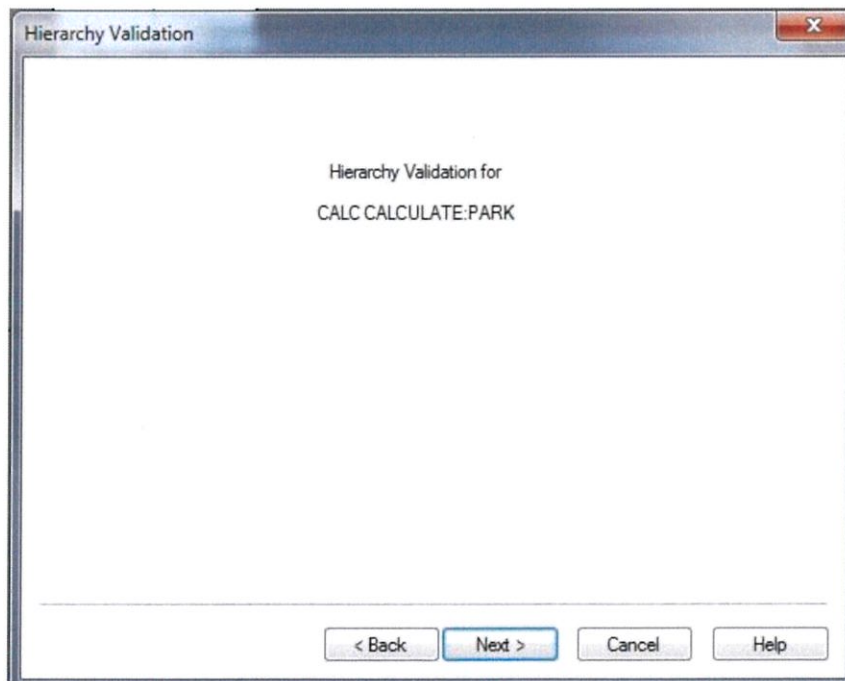 Hierarchy Validation
Hierarchy Validation for
CALC CALCULATE:PARK
< Back
Next >
Cancel
Help